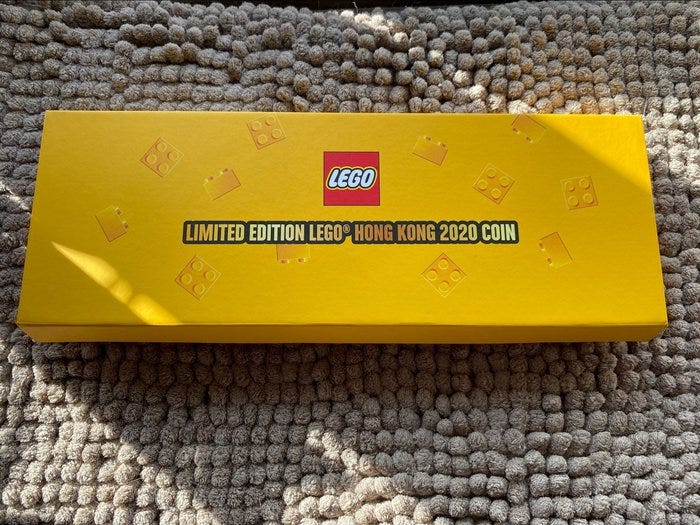 LEGO
LIMITED EDITION LEGO® HONG KONG 2020 COIN